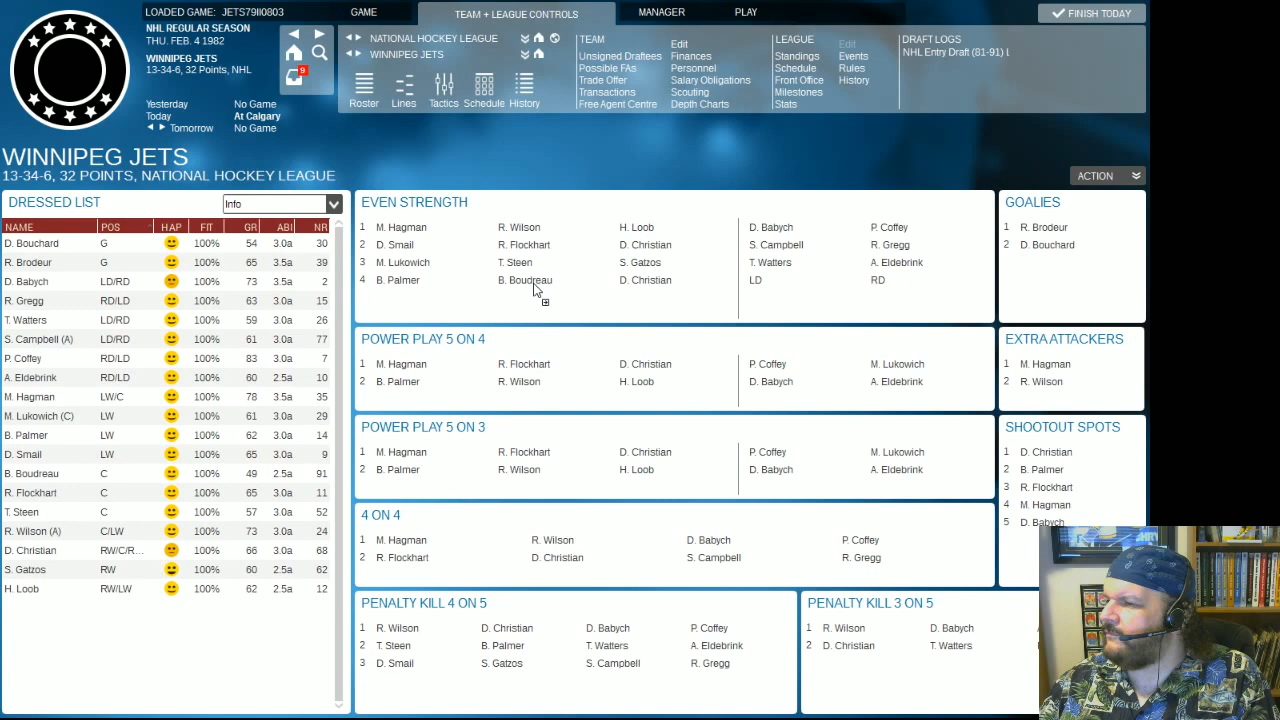 LOADED GAME: JETS79II0803 GAME TEAM + LEAGUE CONTROLS MANAGER PLAY FINISH TODAY
NHL REGULAR SEASON
THU. FEB. 4 1982
WINNIPEG JETS
13-34-6, 32 Points, NHL
Yesterday No Game
Today At Calgary
Tomorrow No Game
9
NATIONAL HOCKEY LEAGUE
WINNIPEG JETS
Roster Lines Tactics Schedule History
TEAM
Unsigned Draftees
Possible FAs
Trade Offer
Transactions
Free Agent Centre
Edit
Finances
Personnel
Salary Obligations
Scouting
Depth Charts
LEAGUE
Standings
Schedule
Front Office
Milestones
Stats
Edit
Events
Rules
History
DRAFT LOGS
NHL Entry Draft (81-91) L
WINNIPEG JETS
13-34-6, 32 POINTS, NATIONAL HOCKEY LEAGUE
ACTION
DRESSED LIST Info
NAME POS HAP FIT GR ABI NR
D. Bouchard G 100% 54 3.0a 30
R. Brodeur G 100% 65 3.5a 39
D. Babych LD/RD 100% 73 3.5a 2
R. Gregg RD/LD 100% 63 3.0a 15
T. Watters LD/RD 100% 59 3.0a 26
S. Campbell (A) LD/RD 100% 61 3.0a 77
P. Coffey RD/LD 100% 83 3.0a 7
A. Eldebrink RD/LD 100% 60 2.5a 10
M. Hagman LW/C 100% 78 3.5a 35
M. Lukowich (C) LW 100% 61 3.0a 29
B. Palmer LW 100% 62 3.0a 14
D. Smail LW 100% 65 3.0a 9
B. Boudreau C 100% 49 2.5a 91
R. Flockhart C 100% 65 3.0a 11
T. Steen C 100% 57 3.0a 52
R. Wilson (A) C/LW 100% 73 3.0a 24
D. Christian RW/C/R... 100% 66 3.0a 68
S. Gatzos RW 100% 60 2.5a 62
H. Loob RW/LW 100% 62 2.5a 12
EVEN STRENGTH
1 M. Hagman R. Wilson H. Loob D. Babych P. Coffey
2 D. Smail R. Flockhart D. Christian S. Campbell R. Gregg
3 M. Lukowich T. Steen S. Gatzos T. Watters A. Eldebrink
4 B. Palmer B. Boudreau D. Christian LD RD
POWER PLAY 5 ON 4
1 M. Hagman R. Flockhart D. Christian P. Coffey M. Lukowich
2 B. Palmer R. Wilson H. Loob D. Babych A. Eldebrink
POWER PLAY 5 ON 3
1 M. Hagman R. Flockhart D. Christian P. Coffey M. Lukowich
2 B. Palmer R. Wilson H. Loob D. Babych A. Eldebrink
4 ON 4
1 M. Hagman R. Wilson D. Babych P. Coffey
2 R. Flockhart D. Christian S. Campbell R. Gregg
PENALTY KILL 4 ON 5
1 R. Wilson D. Christian D. Babych P. Coffey
2 T. Steen B. Palmer T. Watters A. Eldebrink
3 D. Smail S. Gatzos S. Campbell R. Gregg
PENALTY KILL 3 ON 5
1 R. Wilson D. Babych
2 D. Christian T. Watters
GOALIES
1 R. Brodeur
2 D. Bouchard
EXTRA ATTACKERS
1 M. Hagman
2 R. Wilson
SHOOTOUT SPOTS
1 D. Christian
2 B. Palmer
3 R. Flockhart
4 M. Hagman
5 D. Babych